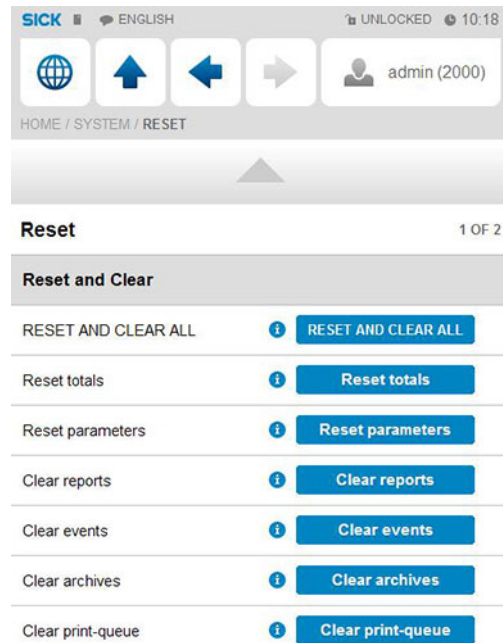 SICK ENGLISH UNLOCKED 10:18
admin (2000)
HOME / SYSTEM / RESET
Reset 1 OF 2
Reset and Clear
RESET AND CLEAR ALL RESET AND CLEAR ALL
Reset totals Reset totals
Reset parameters Reset parameters
Clear reports Clear reports
Clear events Clear events
Clear archives Clear archives
Clear print-queue Clear print-queue